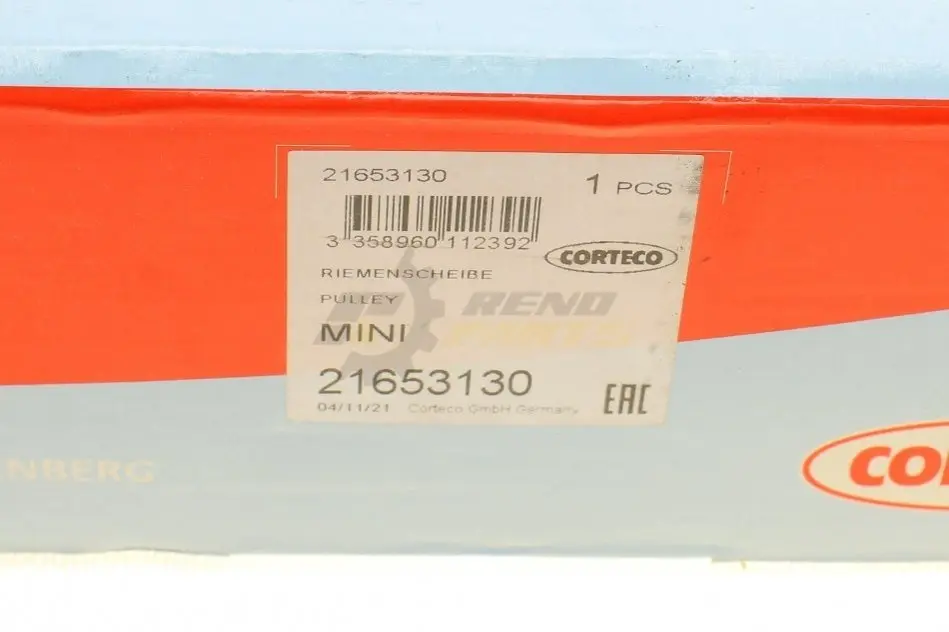 21653130
1 PCS
3 358960 112392
CORTECO
RIEMENSCHEIBE
PULLEY
REND
PARTS
MINI
21653130
04/11/21 Corteco GmbH Germany
EAC
NBERG
CO